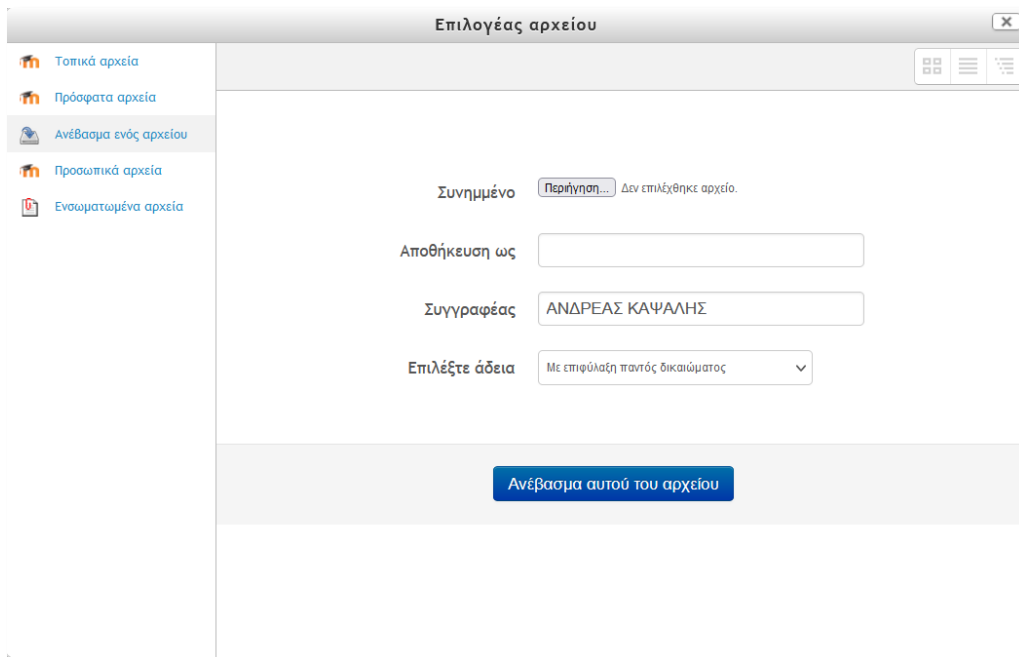 Επιλογέας αρχείου
Τοπικά αρχεία
Πρόσφατα αρχεία
Ανέβασμα ενός αρχείου
Προσωπικά αρχεία
Ενσωματωμένα αρχεία
Συνημμένο Περιήγηση... Δεν επιλέχθηκε αρχείο.
Αποθήκευση ως
Συγγραφέας ΑΝΔΡΕΑΣ ΚΑΨΑΛΗΣ
Επιλέξτε άδεια Με επιφύλαξη παντός δικαιώματος
Ανέβασμα αυτού του αρχείου